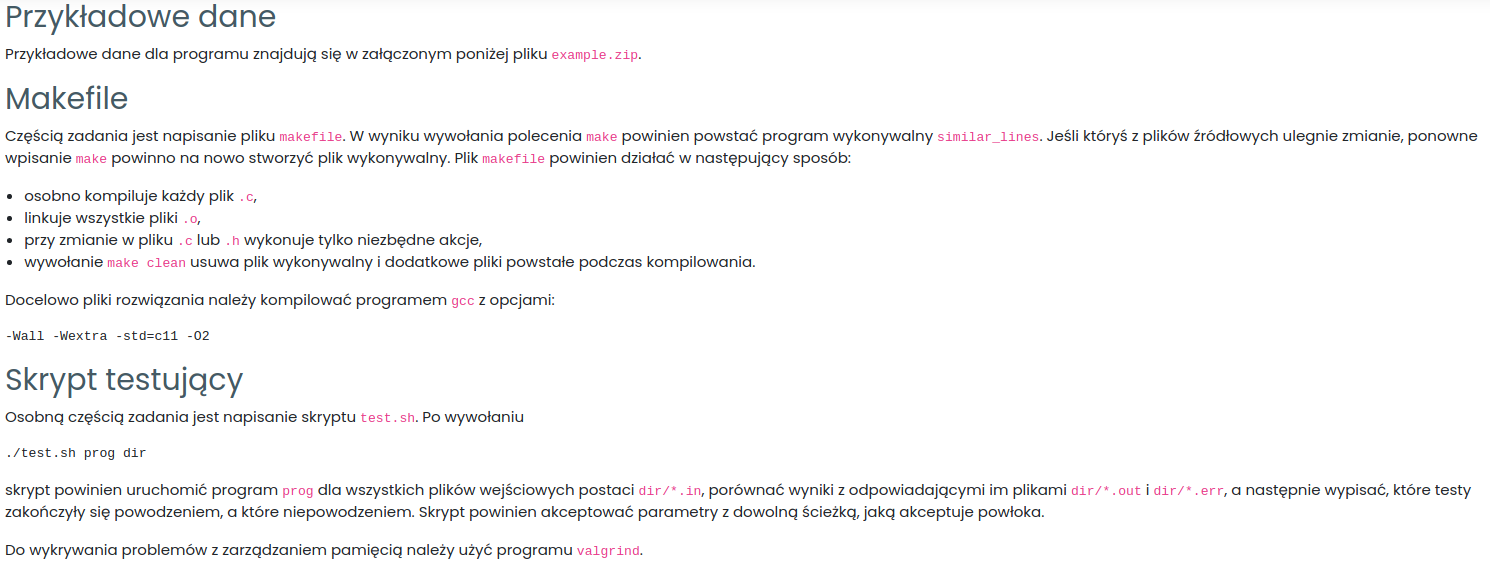 Przykładowe dane
Przykładowe dane dla programu znajdują się w załączonym poniżej pliku example.zip.
Makefile
Częścią zadania jest napisanie pliku makefile. W wyniku wywołania polecenia make powinien powstać program wykonywalny similar_lines. Jeśli któryś z plików źródłowych ulegnie zmianie, ponowne
wpisanie make powinno na nowo stworzyć plik wykonywalny. Plik makefile powinien działać w następujący sposób:
• osobno kompiluje każdy plik .c,
• linkuje wszystkie pliki .o,
• przy zmianie w pliku .c lub .h wykonuje tylko niezbędne akcje,
• wywołanie make clean usuwa plik wykonywalny i dodatkowe pliki powstałe podczas kompilowania.
Docelowo pliki rozwiązania należy kompilować programem gcc z opcjami:
-Wall -Wextra -std=c11 -O2
Skrypt testujący
Osobną częścią zadania jest napisanie skryptu test.sh. Po wywołaniu
./test.sh prog dir
skrypt powinien uruchomić program prog dla wszystkich plików wejściowych postaci dir/*.in, porównać wyniki z odpowiadającymi im plikami dir/*.out i dir/*.err, a następnie wypisać, które testy
zakończyły się powodzeniem, a które niepowodzeniem. Skrypt powinien akceptować parametry z dowolną ścieżką, jaką akceptuje powłoka.
Do wykrywania problemów z zarządzaniem pamięcią należy użyć programu valgrind.